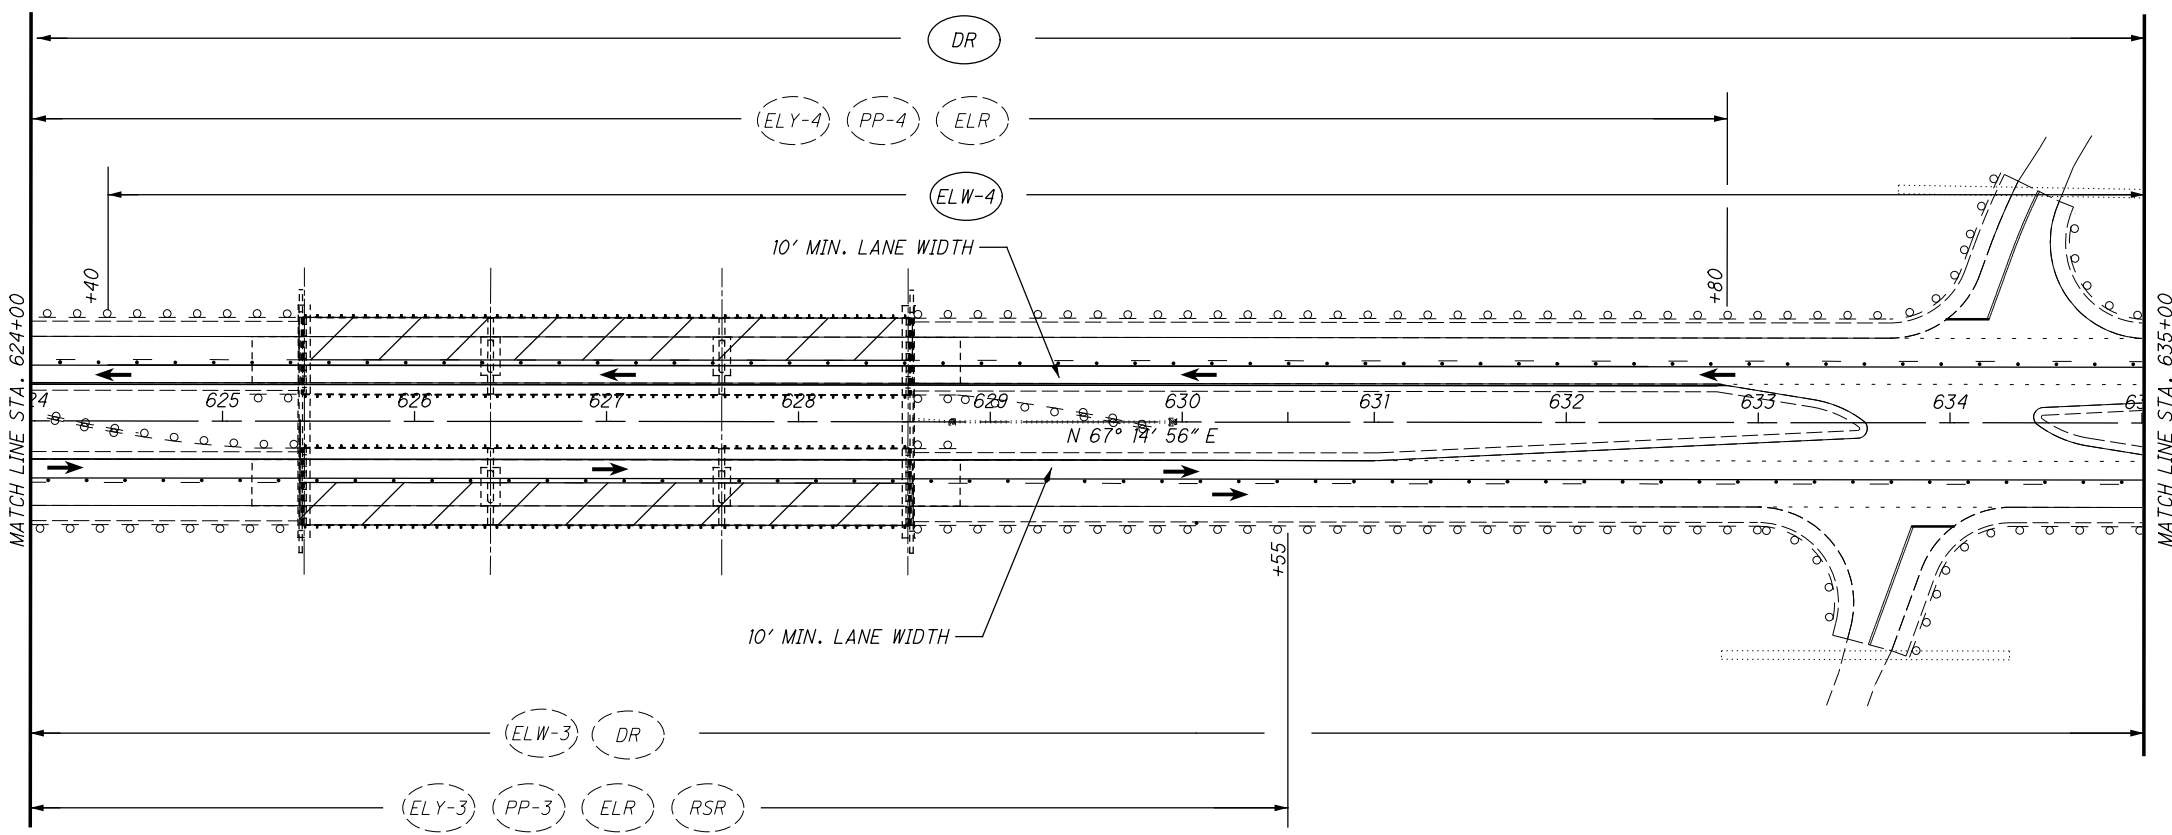 DR
ELY-4 PP-4 ELR
ELW-4
10' MIN. LANE WIDTH
+40
+80
MATCH LINE STA. 624+00
MATCH LINE STA. 635+00
24 625 626 627 628 629 630 631 632 633 634 63
N 67° 14' 56" E
+55
10' MIN. LANE WIDTH
ELW-3 DR
ELY-3 PP-3 ELR RSR